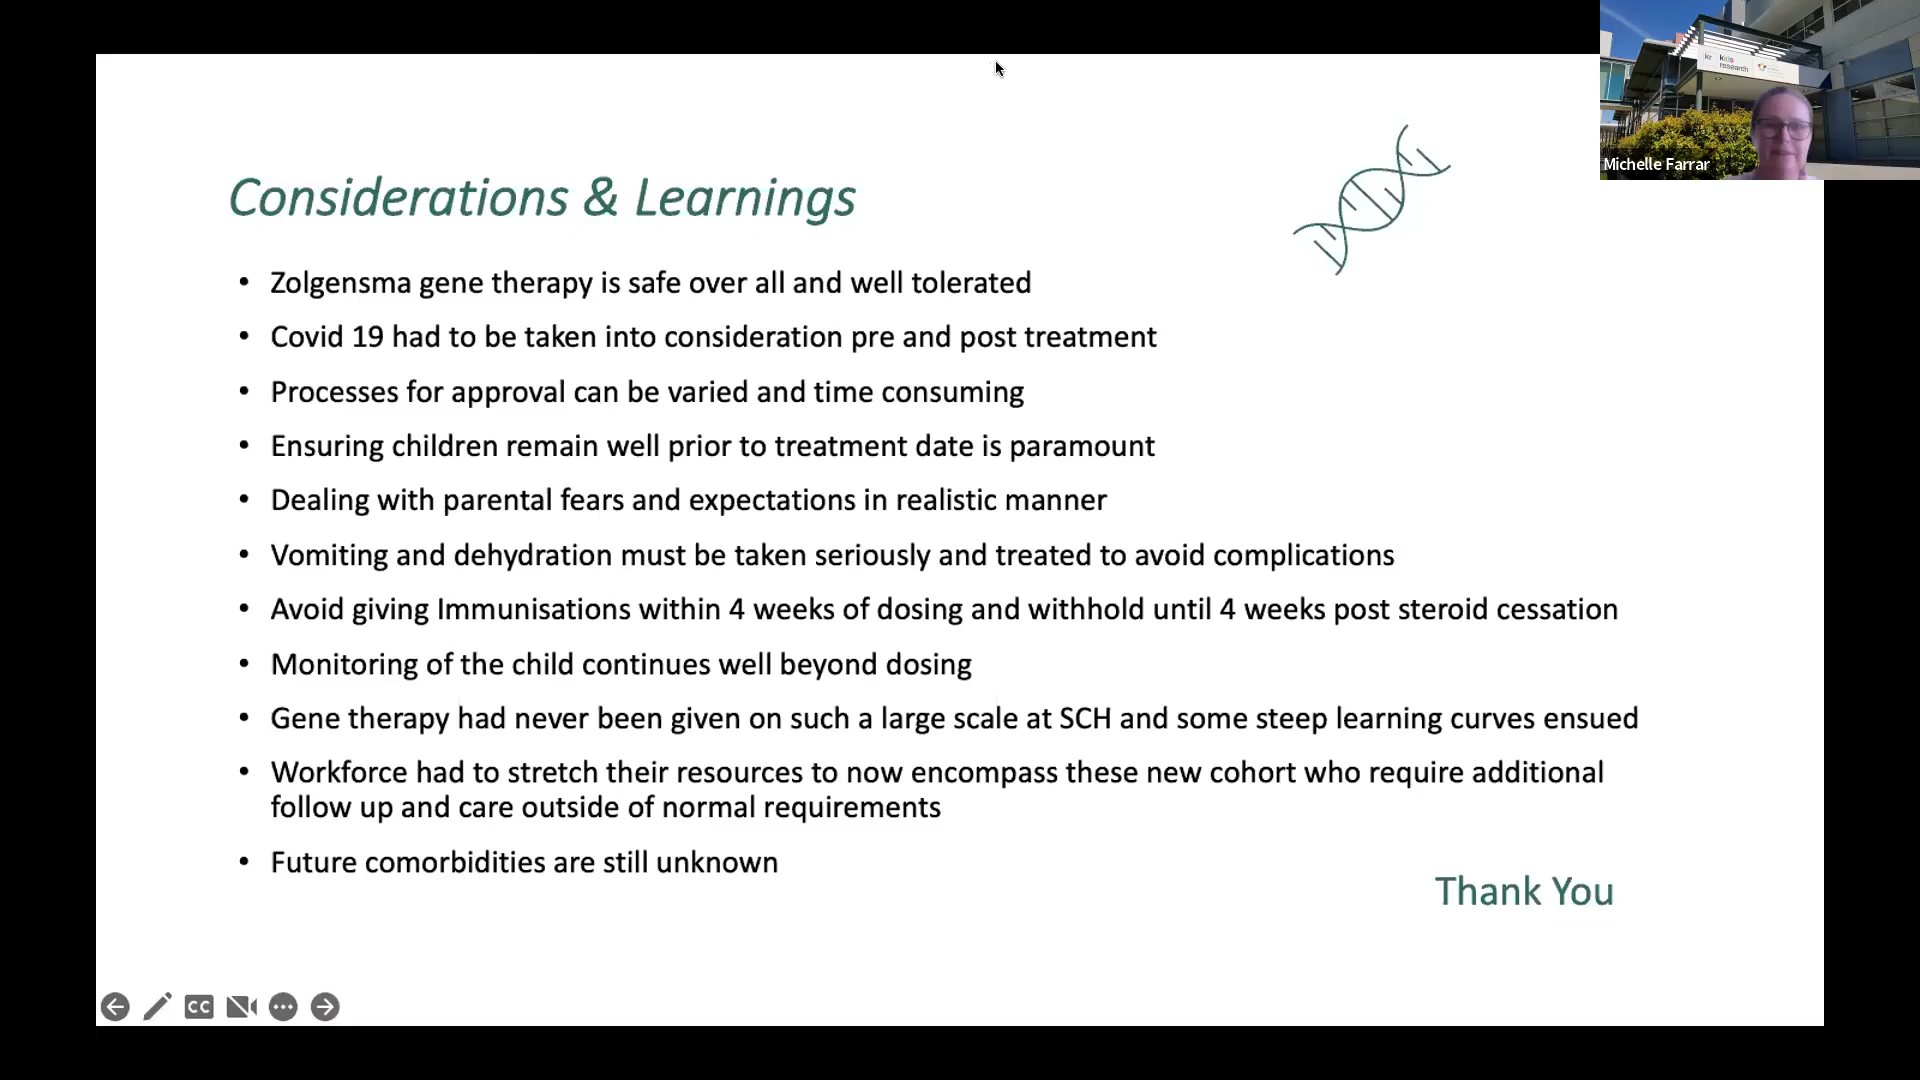 kr kids
research
Michelle Farrar
Considerations & Learnings
• Zolgensma gene therapy is safe over all and well tolerated
• Covid 19 had to be taken into consideration pre and post treatment
• Processes for approval can be varied and time consuming
• Ensuring children remain well prior to treatment date is paramount
• Dealing with parental fears and expectations in realistic manner
• Vomiting and dehydration must be taken seriously and treated to avoid complications
• Avoid giving Immunisations within 4 weeks of dosing and withhold until 4 weeks post steroid cessation
• Monitoring of the child continues well beyond dosing
• Gene therapy had never been given on such a large scale at SCH and some steep learning curves ensued
• Workforce had to stretch their resources to now encompass these new cohort who require additional
follow up and care outside of normal requirements
• Future comorbidities are still unknown
Thank You
CC